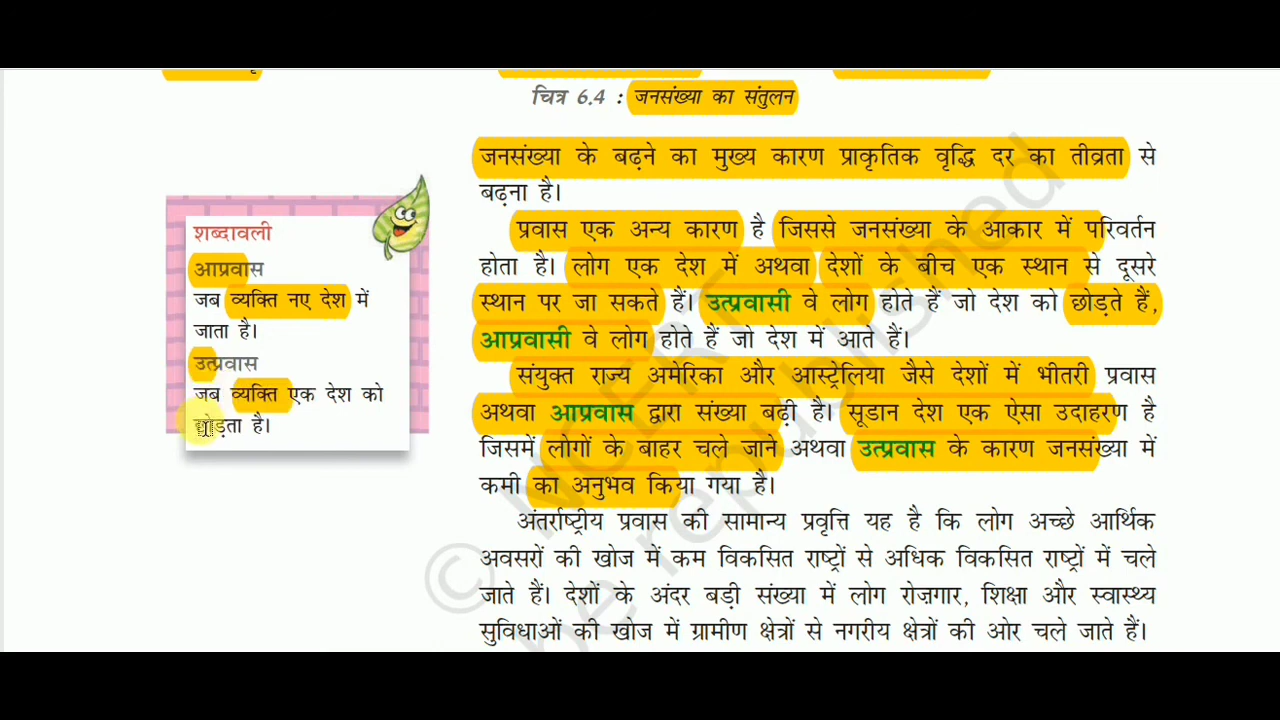 चित्र 6.4 : जनसंख्या का संतुलन
जनसंख्या के बढ़ने का मुख्य कारण प्राकृतिक वृद्धि दर का तीव्रता से
बढ़ना है।
प्रवास एक अन्य कारण है जिससे जनसंख्या के आकार में परिवर्तन
होता है। लोग एक देश में अथवा देशों के बीच एक स्थान से दूसरे
स्थान पर जा सकते हैं। उत्प्रवासी वे लोग होते हैं जो देश को छोड़ते हैं,
आप्रवासी वे लोग होते हैं जो देश में आते हैं।
संयुक्त राज्य अमेरिका और आस्ट्रेलिया जैसे देशों में भीतरी प्रवास
अथवा आप्रवास द्वारा संख्या बढ़ी है। सूडान देश एक ऐसा उदाहरण है
जिसमें लोगों के बाहर चले जाने अथवा उत्प्रवास के कारण जनसंख्या में
कमी का अनुभव किया गया है।
अंतर्राष्ट्रीय प्रवास की सामान्य प्रवृत्ति यह है कि लोग अच्छे आर्थिक
अवसरों की खोज में कम विकसित राष्ट्रों से अधिक विकसित राष्ट्रों में चले
जाते हैं। देशों के अंदर बड़ी संख्या में लोग रोज़गार, शिक्षा और स्वास्थ्य
सुविधाओं की खोज में ग्रामीण क्षेत्रों से नगरीय क्षेत्रों की ओर चले जाते हैं।
शब्दावली
आप्रवास
जब व्यक्ति नए देश में
जाता है।
उत्प्रवास
जब व्यक्ति एक देश को
छोड़ता है।
© NCERT
be republished